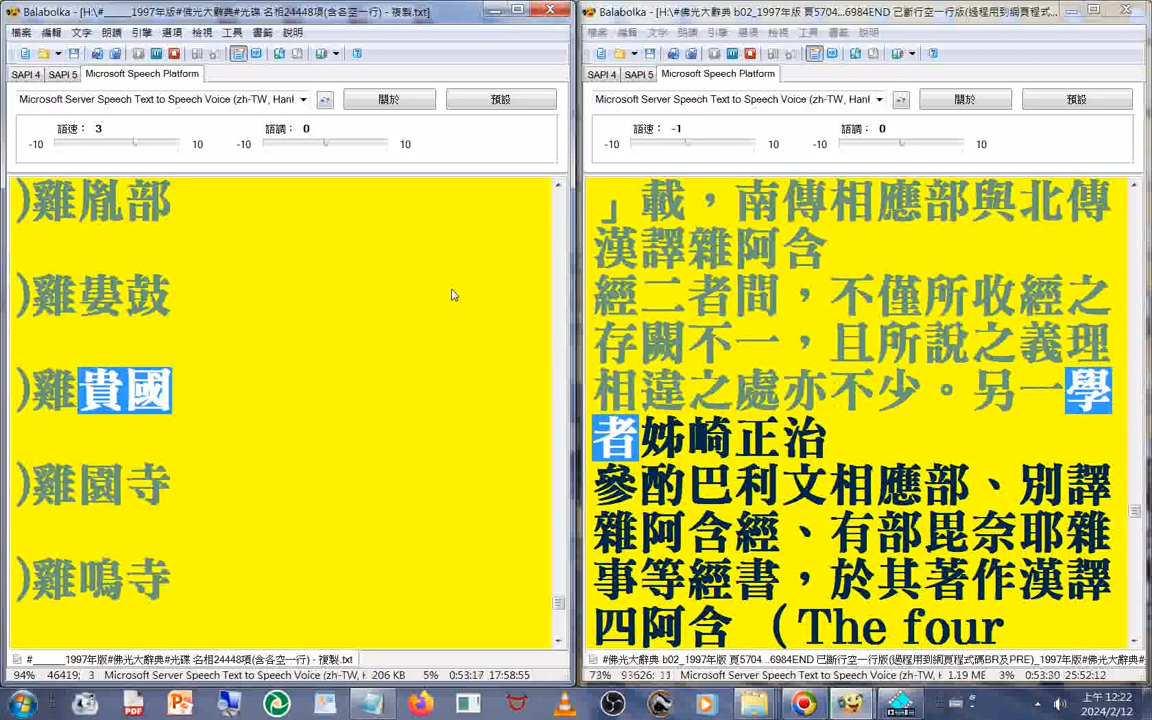 Balabolka - [H:\#_____1997年版#佛光大辭典#光碟 名相24448項(含各空一行) - 複製.txt]
檔案 編輯 文字 朗讀 引擎 選項 檢視 工具 書籤 說明
SAPI 4 SAPI 5 Microsoft Speech Platform
Microsoft Server Speech Text to Speech Voice (zh-TW, Hanl
關於
預設
語速： 3
語調： 0
-10 10 -10 10
)雞胤部
)雞婁鼓
)雞貴國
)雞園寺
)雞鳴寺
#_____1997年版#佛光大辭典#光碟 名相24448項(含各空一行) - 複製.txt
94% 46419: 3 Microsoft Server Speech Text to Speech Voice (zh-TW, H 206 KB 5% 0:53:17 17:58:55
Balabolka - [H:\#佛光大辭典 b02_1997年版 頁5704...6984END 已斷行空一行版(過程用到網頁程式...
檔案 編輯 文字 朗讀 引擎 選項 檢視 工具 書籤 說明
SAPI 4 SAPI 5 Microsoft Speech Platform
Microsoft Server Speech Text to Speech Voice (zh-TW, Hanl
關於
預設
語速： -1
語調： 0
-10 10 -10 10
」載，南傳相應部與北傳
漢譯雜阿含
經二者間，不僅所收經之
存闕不一，且所說之義理
相違之處亦不少。另一學
者姊崎正治
參酌巴利文相應部、別譯
雜阿含經、有部毘奈耶雜
事等經書，於其著作漢譯
四阿含 （The four
#佛光大辭典 b02_1997年版 頁5704...6984END 已斷行空一行版(過程用到網頁程式碼BR及PRE)_1997年版#佛光大辭典#
73% Microsoft Server Speech Text to Speech Voice (zh-TW, H 1.19 ME 3% 0:53:30 25:52:12
上午 12:22
2024/2/12